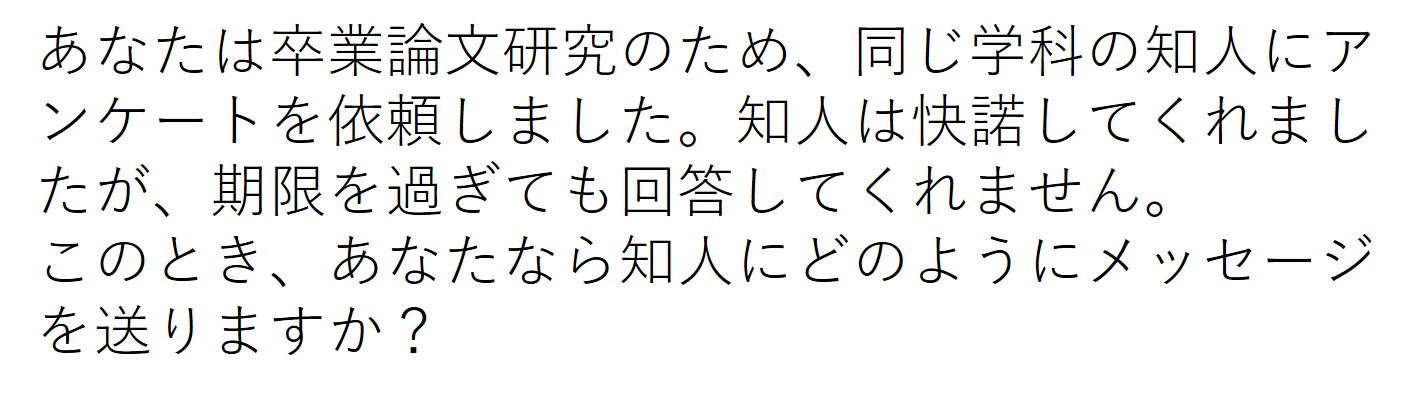 あなたは卒業論文研究のため、同じ学科の知人にア
ンケートを依頼しました。知人は快諾してくれまし
たが、期限を過ぎても回答してくれません。
このとき、あなたなら知人にどのようにメッセージ
を送りますか？